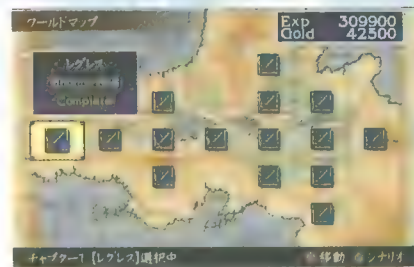 ワールドマップ
Exp 309900
Gold 42500
レグレス
Complete
チャプター1【レグレス】選択中
移動 シナリオ